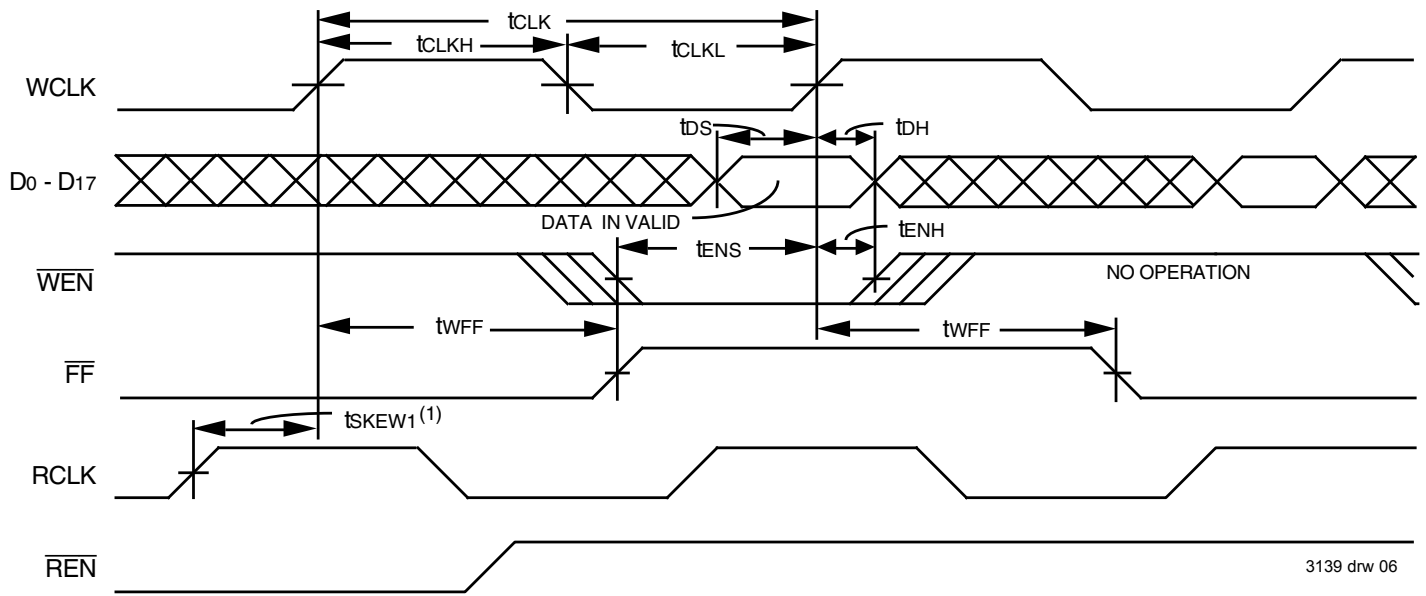 tCLK
tCLKH
tCLKL
WCLK
tDS
tDH
D0 - D17
DATA IN VALID
tENS
tENH
WEN
NO OPERATION
tWFF
tWFF
FF
tSKEW1(1)
RCLK
REN
3139 drw 06